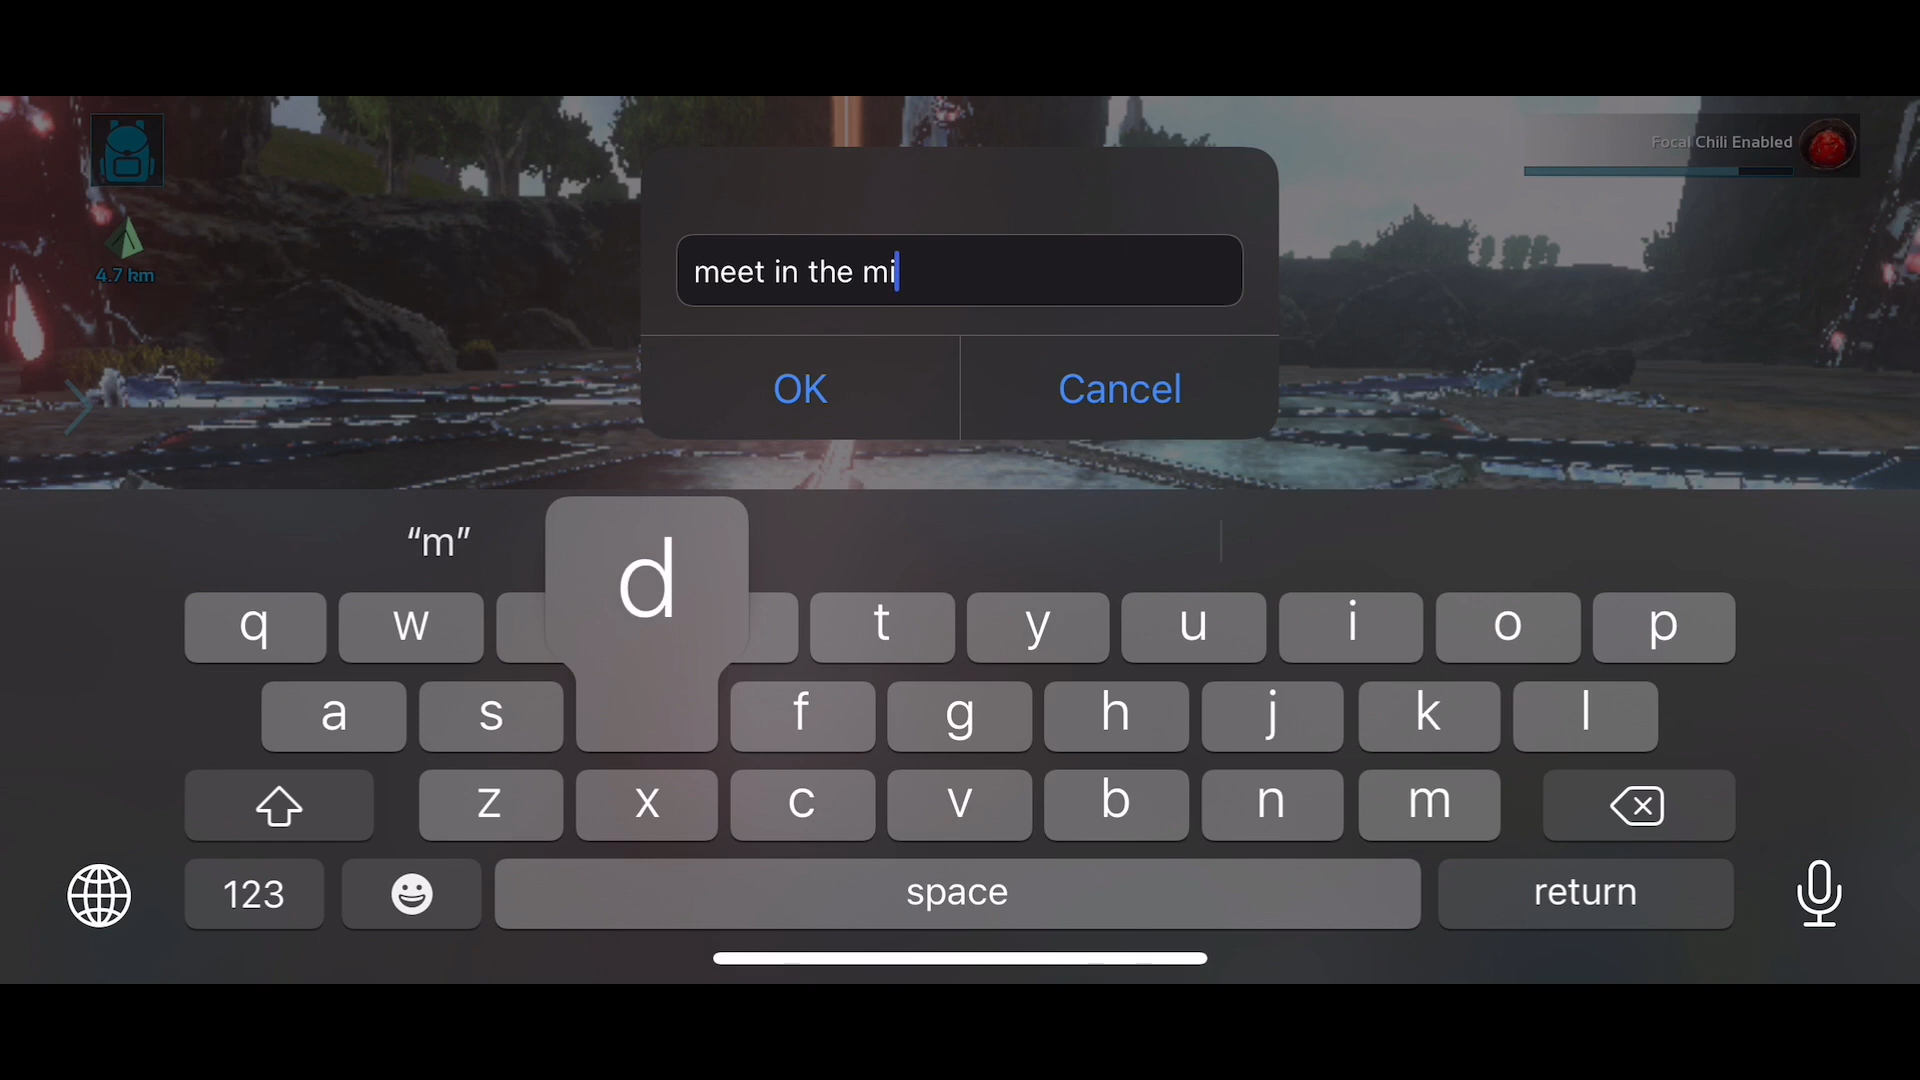 Focal Chili Enabled
4.7 km
meet in the mi
OK
Cancel
“m”
d
q w t y u i o p
a s f g h j k l
z x c v b n m
123 space return